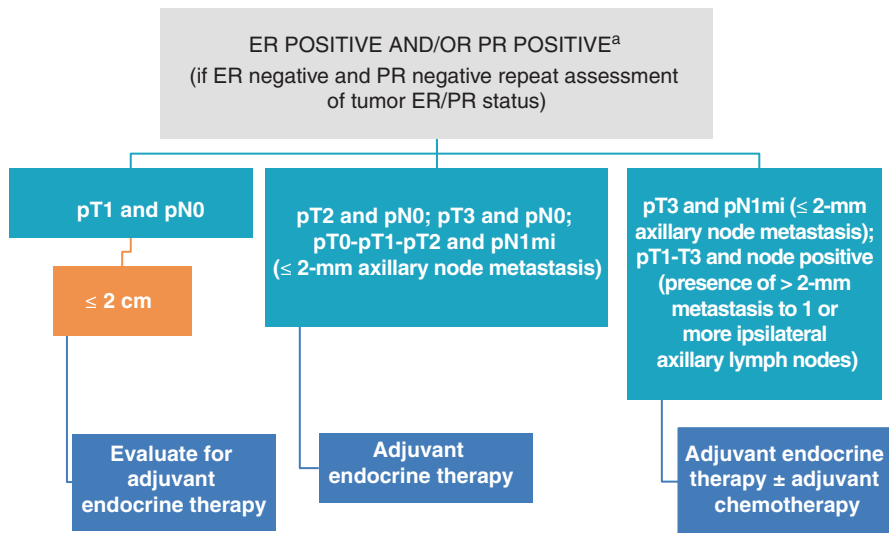 ER POSITIVE AND/OR PR POSITIVEᵃ
(if ER negative and PR negative repeat assessment
of tumor ER/PR status)
pT1 and pN0
≤ 2 cm
Evaluate for
adjuvant
endocrine therapy
pT2 and pN0; pT3 and pN0;
pT0-pT1-pT2 and pN1mi
(≤ 2-mm axillary node metastasis)
Adjuvant
endocrine therapy
pT3 and pN1mi (≤ 2-mm
axillary node metastasis);
pT1-T3 and node positive
(presence of > 2-mm
metastasis to 1 or
more ipsilateral
axillary lymph nodes)
Adjuvant endocrine
therapy ± adjuvant
chemotherapy